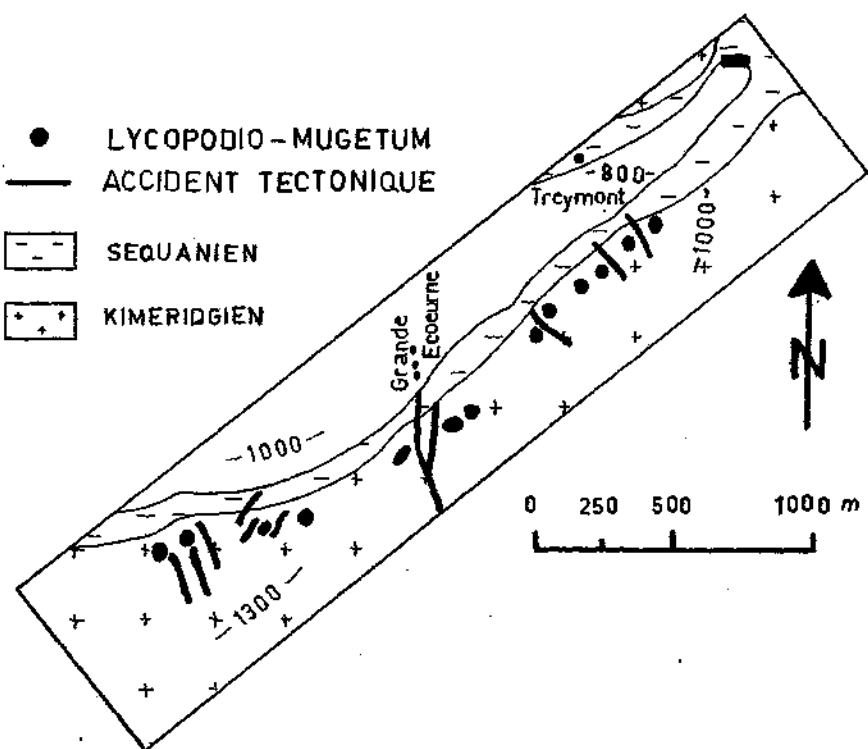 LYCOPODIO-MUGETUM
ACCIDENT TECTONIQUE
SEQUANIEN
KIMERIDGIEN
-800-
Treymont
-1000-
Grande
Ecoeurne
-1000-
-1300-
N
0 250 500 1000 m